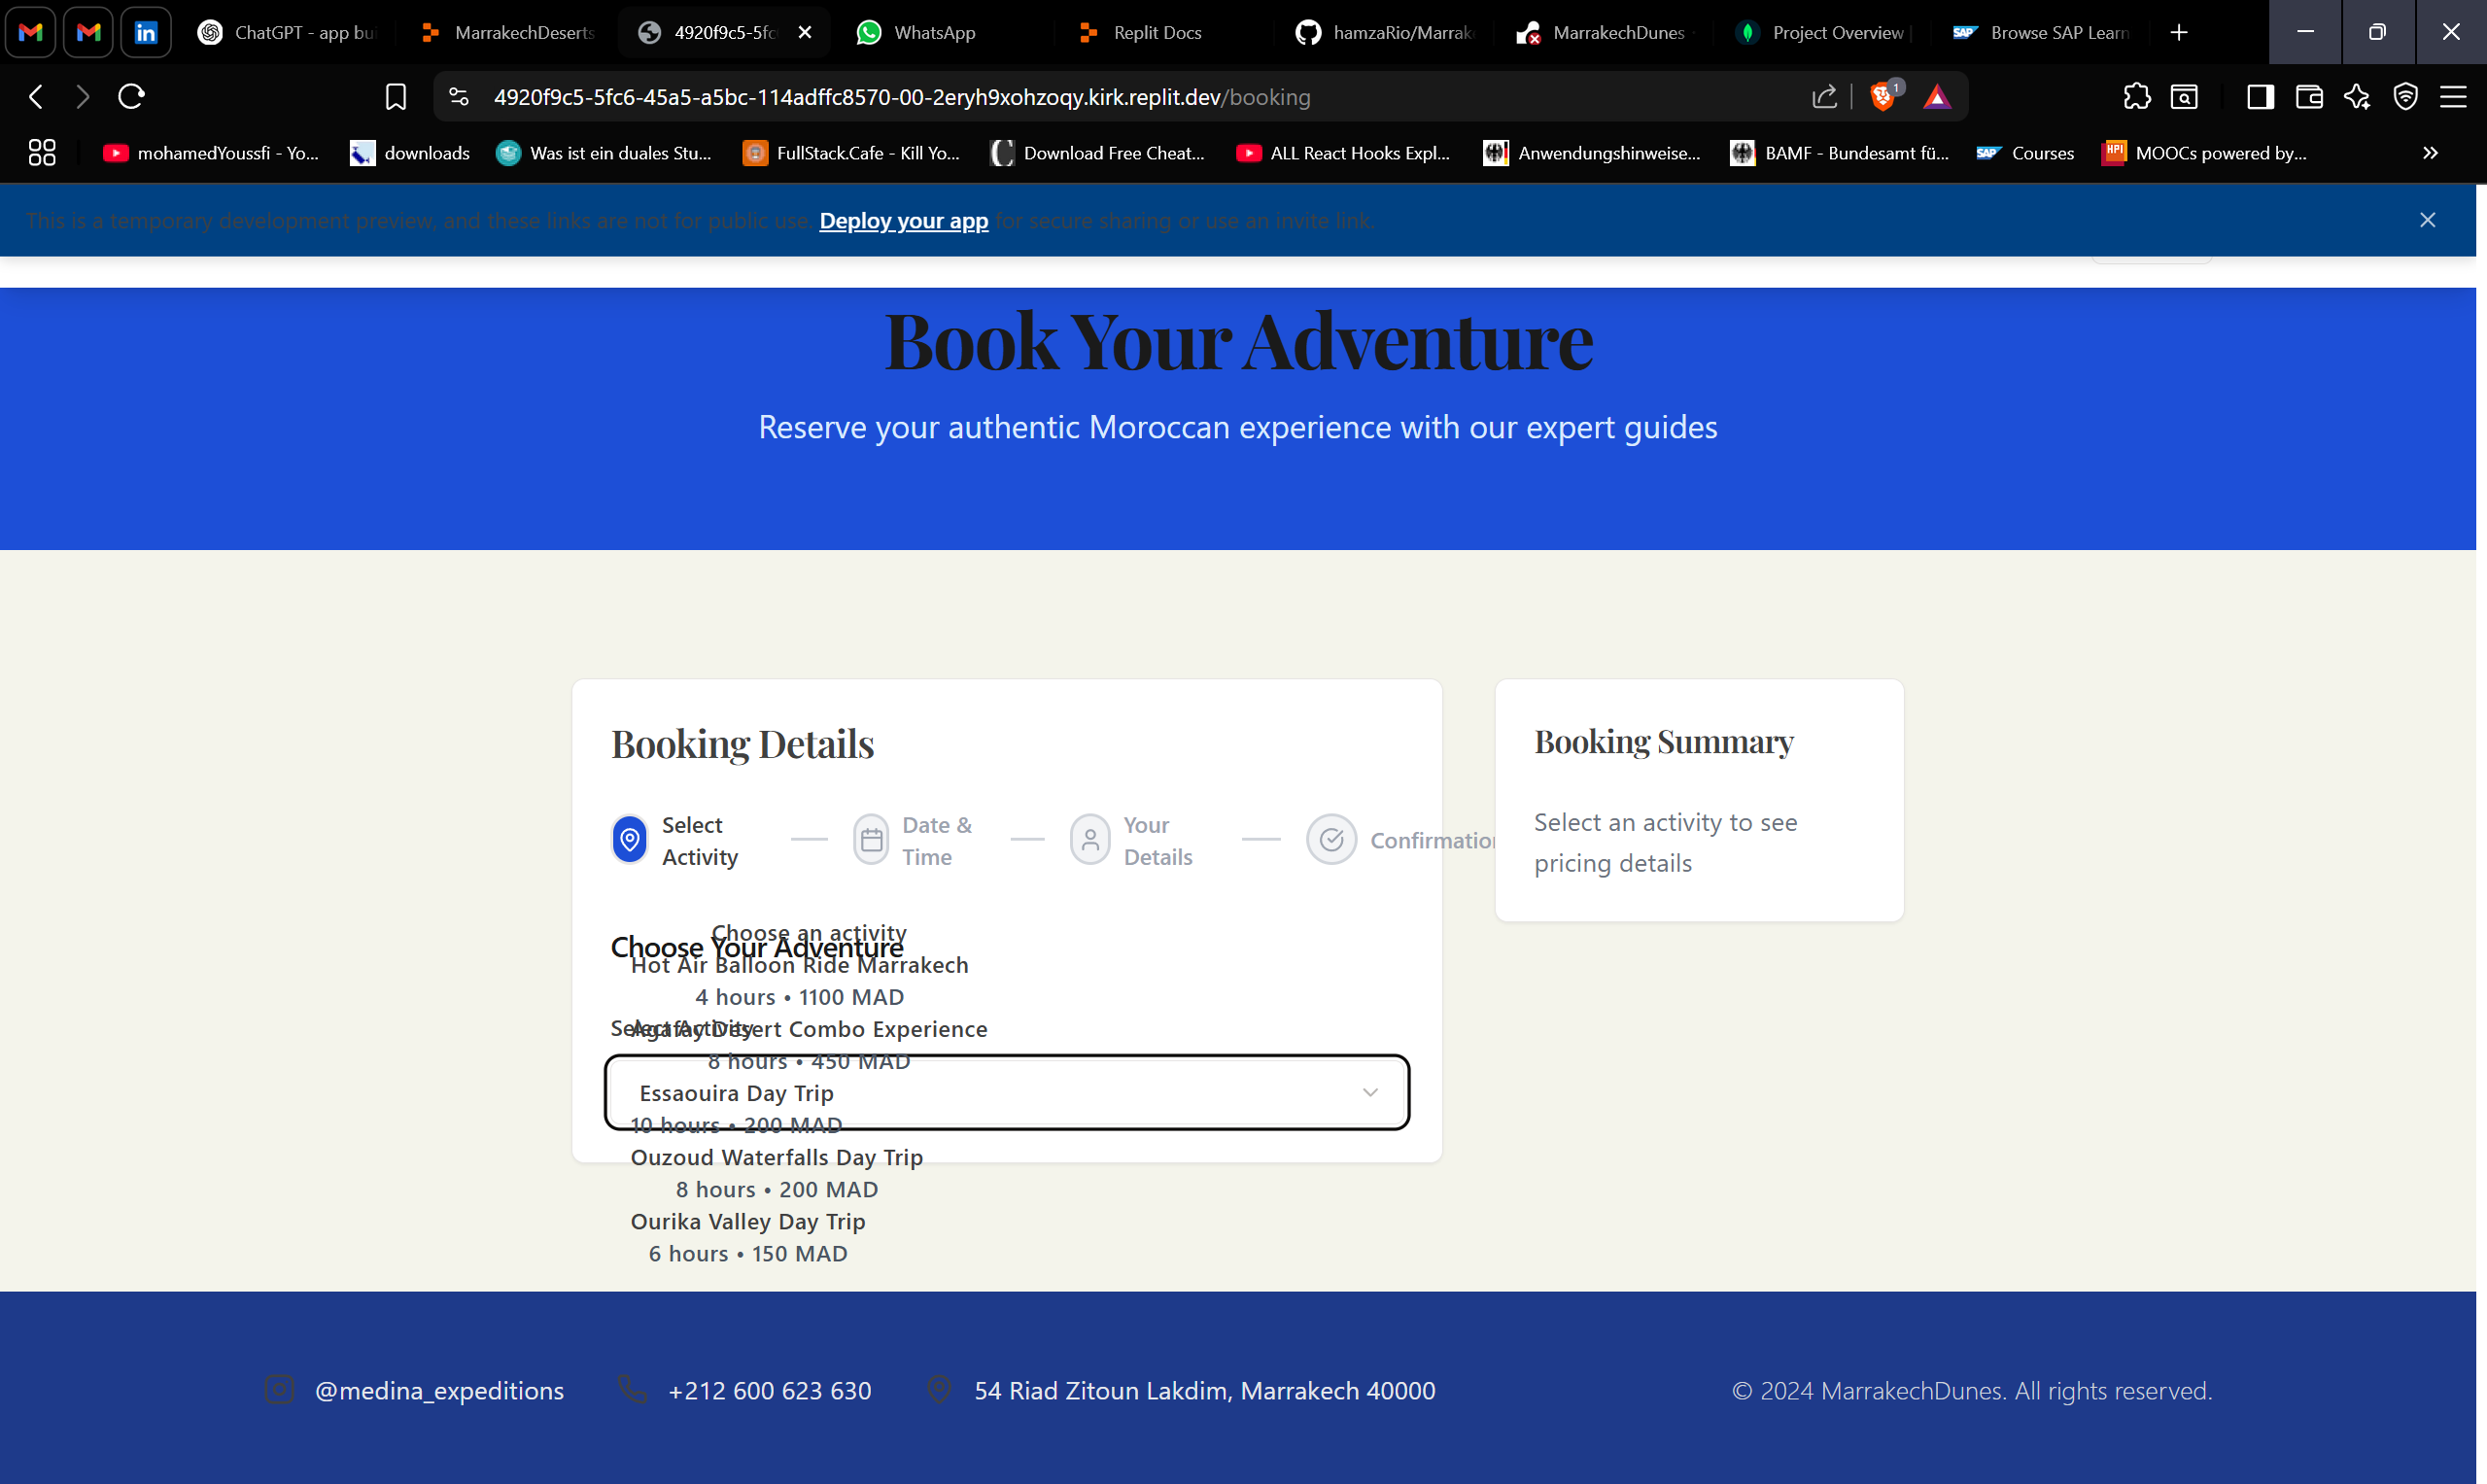 ChatGPT - app bu
MarrakechDeserts
4920f9c5-5fc
WhatsApp
Replit Docs
hamzaRio/Marrak
MarrakechDunes
Project Overview |
SAP Browse SAP Learn
4920f9c5-5fc6-45a5-a5bc-114adffc8570-00-2eryh9xohzoqy.kirk.replit.dev/booking
1
mohamedYoussfi - Yo...
downloads
Was ist ein duales Stu...
FullStack.Cafe - Kill Yo...
Download Free Cheat...
ALL React Hooks Expl...
Anwendungshinweise...
BAMF - Bundesamt fü...
SAP Courses
HPI MOOCs powered by...
This is a temporary development preview, and these links are not for public use. Deploy your app for secure sharing or use an invite link.
Book Your Adventure
Reserve your authentic Moroccan experience with our expert guides
Booking Details
Select
Activity
Date &
Time
Your
Details
Confirmation
Choose an activity
Choose Your Adventure
Hot Air Balloon Ride Marrakech
4 hours • 1100 MAD
Select Activity
Agafay Desert Combo Experience
8 hours • 450 MAD
Essaouira Day Trip
10 hours • 200 MAD
Ouzoud Waterfalls Day Trip
8 hours • 200 MAD
Ourika Valley Day Trip
6 hours • 150 MAD
Booking Summary
Select an activity to see
pricing details
@medina_expeditions
+212 600 623 630
54 Riad Zitoun Lakdim, Marrakech 40000
© 2024 MarrakechDunes. All rights reserved.